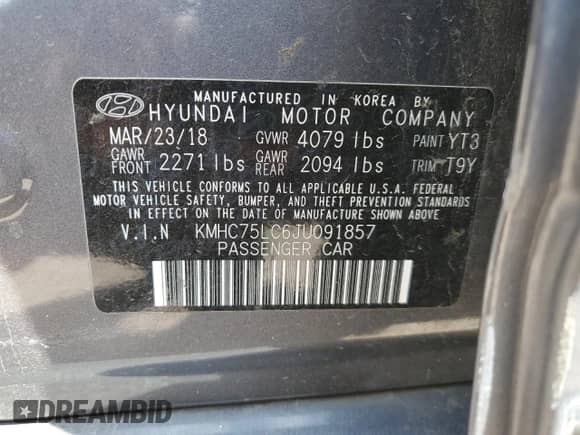 MANUFACTURED IN KOREA BY
HYUNDAI MOTOR COMPANY
MAR/23/18 GVWR 4079 lbs PAINT YT3
GAWR FRONT 2271 lbs GAWR REAR 2094 lbs TRIM T9Y
THIS VEHICLE CONFORMS TO ALL APPLICABLE U.S.A. FEDERAL
MOTOR VEHICLE SAFETY, BUMPER, AND THEFT PREVENTION STANDARDS
IN EFFECT ON THE DATE OF MANUFACTURE SHOWN ABOVE
V.I.N KMHC75LC6JU091857
PASSENGER CAR
DREAMBID